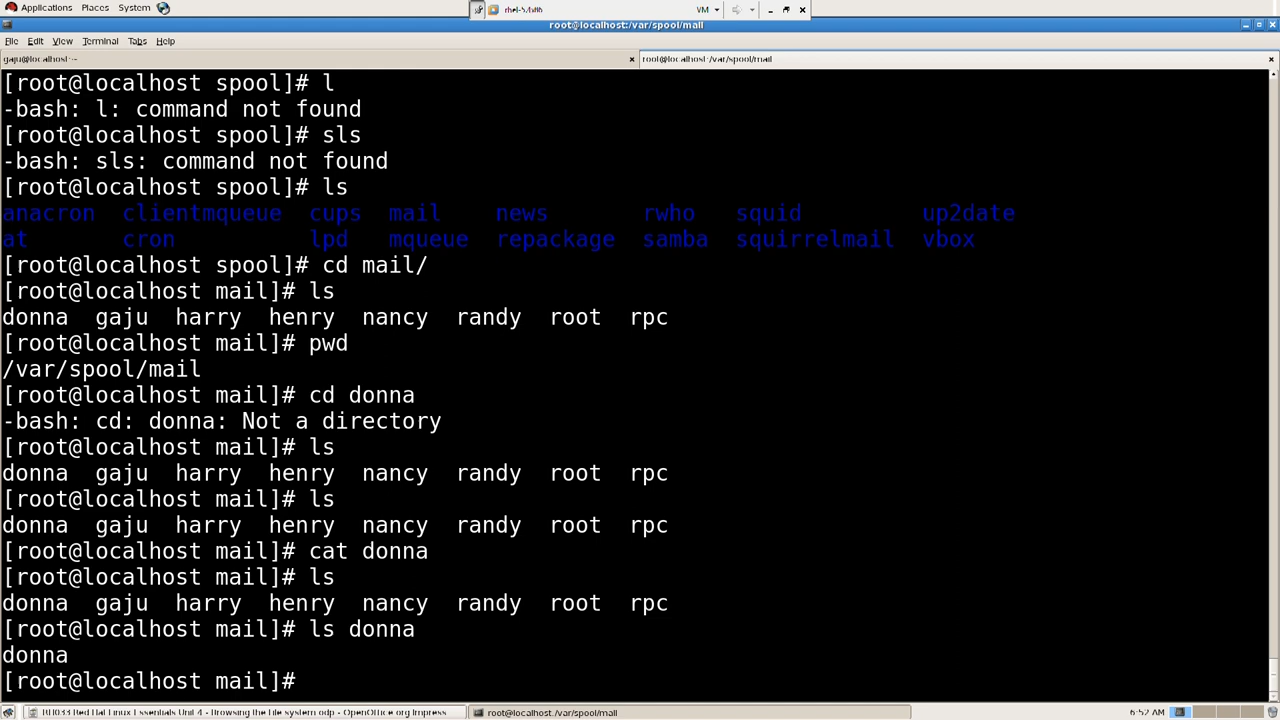 Applications Places System
VM
root@localhost:/var/spool/mail
File Edit View Terminal Tabs Help
gaju@localhost:~
root@localhost:/var/spool/mail
[root@localhost spool]# l
-bash: l: command not found
[root@localhost spool]# sls
-bash: sls: command not found
[root@localhost spool]# ls
anacron clientmqueue cups mail news rwho squid up2date
at cron lpd mqueue repackage samba squirrelmail vbox
[root@localhost spool]# cd mail/
[root@localhost mail]# ls
donna gaju harry henry nancy randy root rpc
[root@localhost mail]# pwd
/var/spool/mail
[root@localhost mail]# cd donna
-bash: cd: donna: Not a directory
[root@localhost mail]# ls
donna gaju harry henry nancy randy root rpc
[root@localhost mail]# ls
donna gaju harry henry nancy randy root rpc
[root@localhost mail]# cat donna
[root@localhost mail]# ls
donna gaju harry henry nancy randy root rpc
[root@localhost mail]# ls donna
donna
[root@localhost mail]#
RH033 Red Hat Linux Essentials Unit 4 - Browsing the file system.odp - OpenOffice.org Impress
root@localhost:/var/spool/mail
6:52 AM